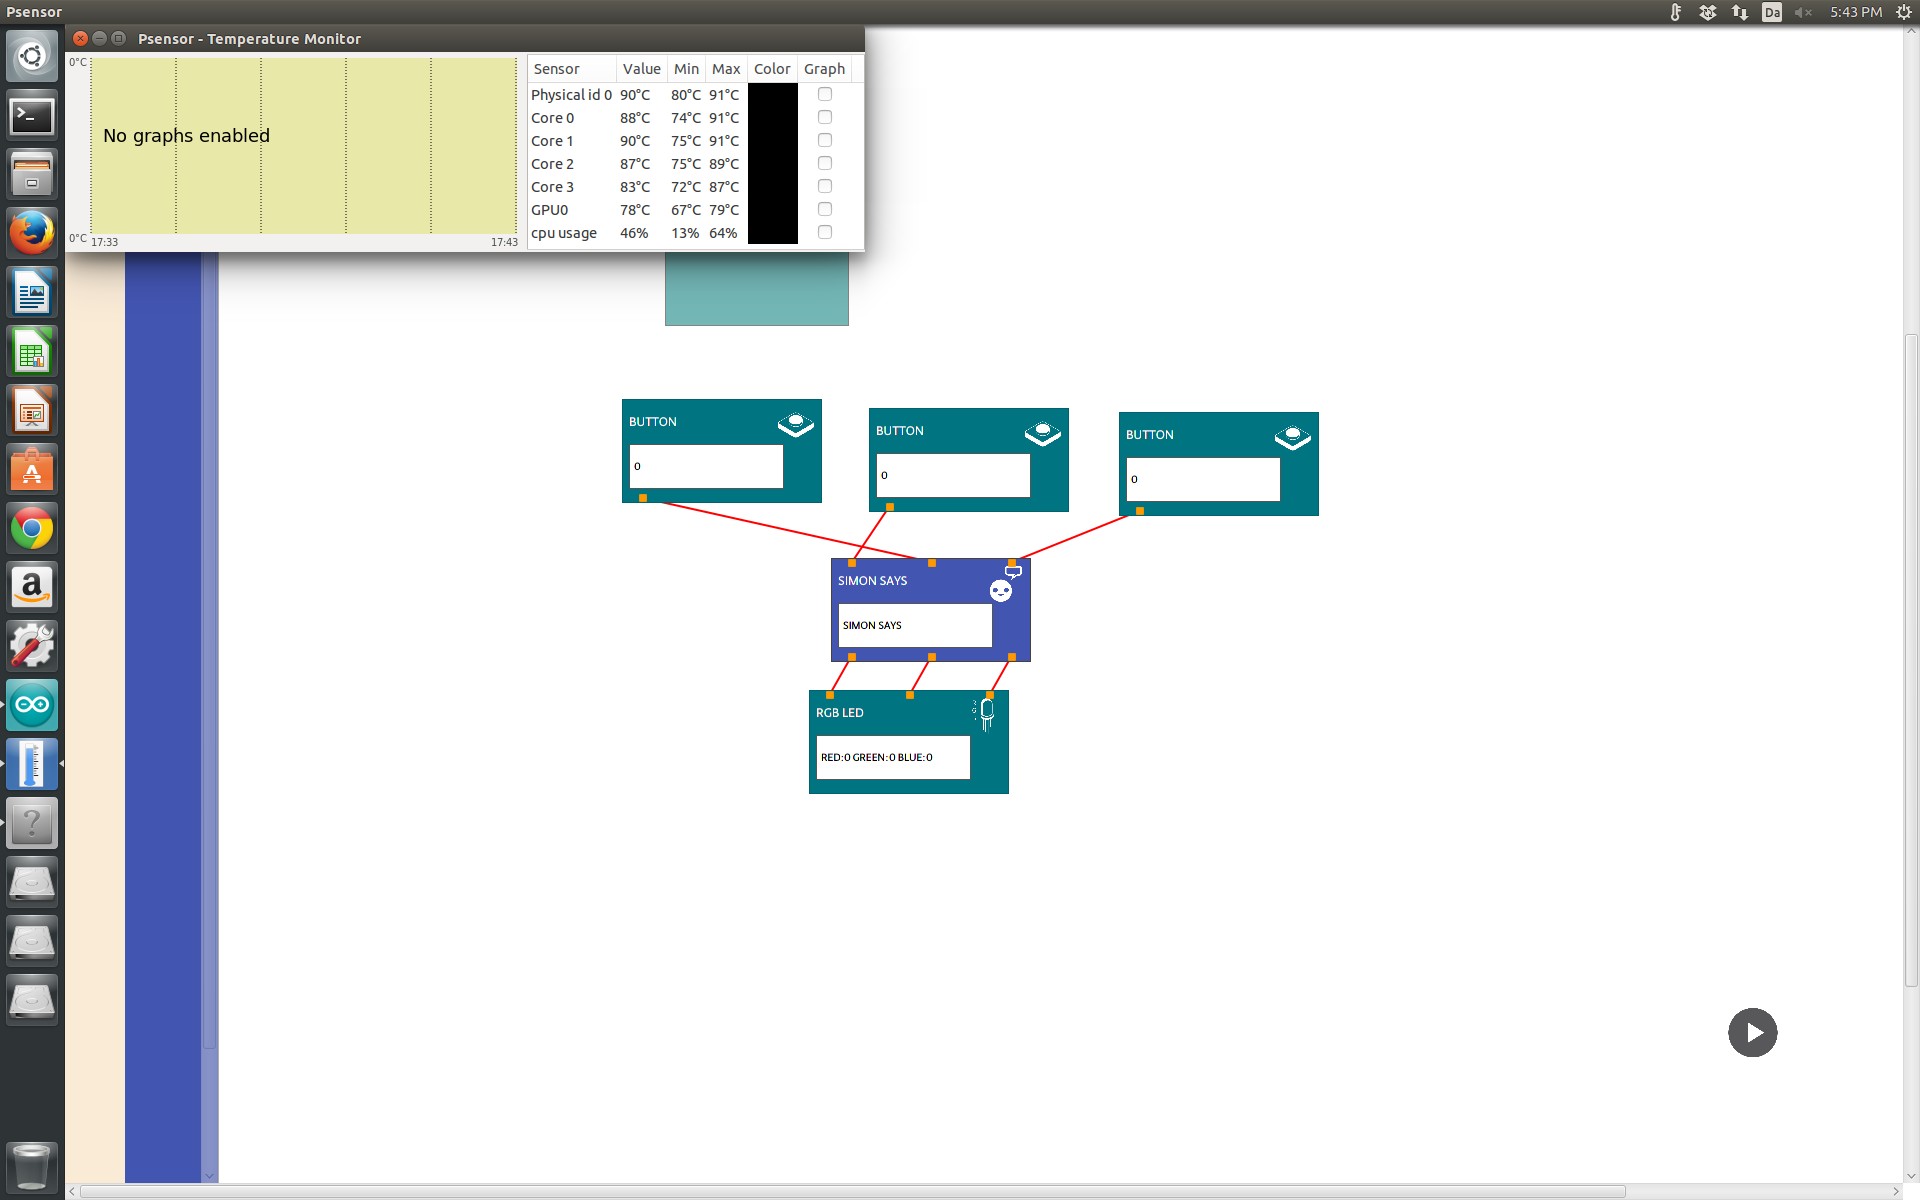 Psensor
Da
5:43 PM
Psensor - Temperature Monitor
0°C
No graphs enabled
0°C
17:33
17:43
Sensor Value Min Max Color Graph
Physical id 0 90°C 80°C 91°C
Core 0 88°C 74°C 91°C
Core 1 90°C 75°C 91°C
Core 2 87°C 75°C 89°C
Core 3 83°C 72°C 87°C
GPU0 78°C 67°C 79°C
cpu usage 46% 13% 64%
BUTTON
0
BUTTON
0
BUTTON
0
SIMON SAYS
SIMON SAYS
RGB LED
RED:0 GREEN:0 BLUE:0